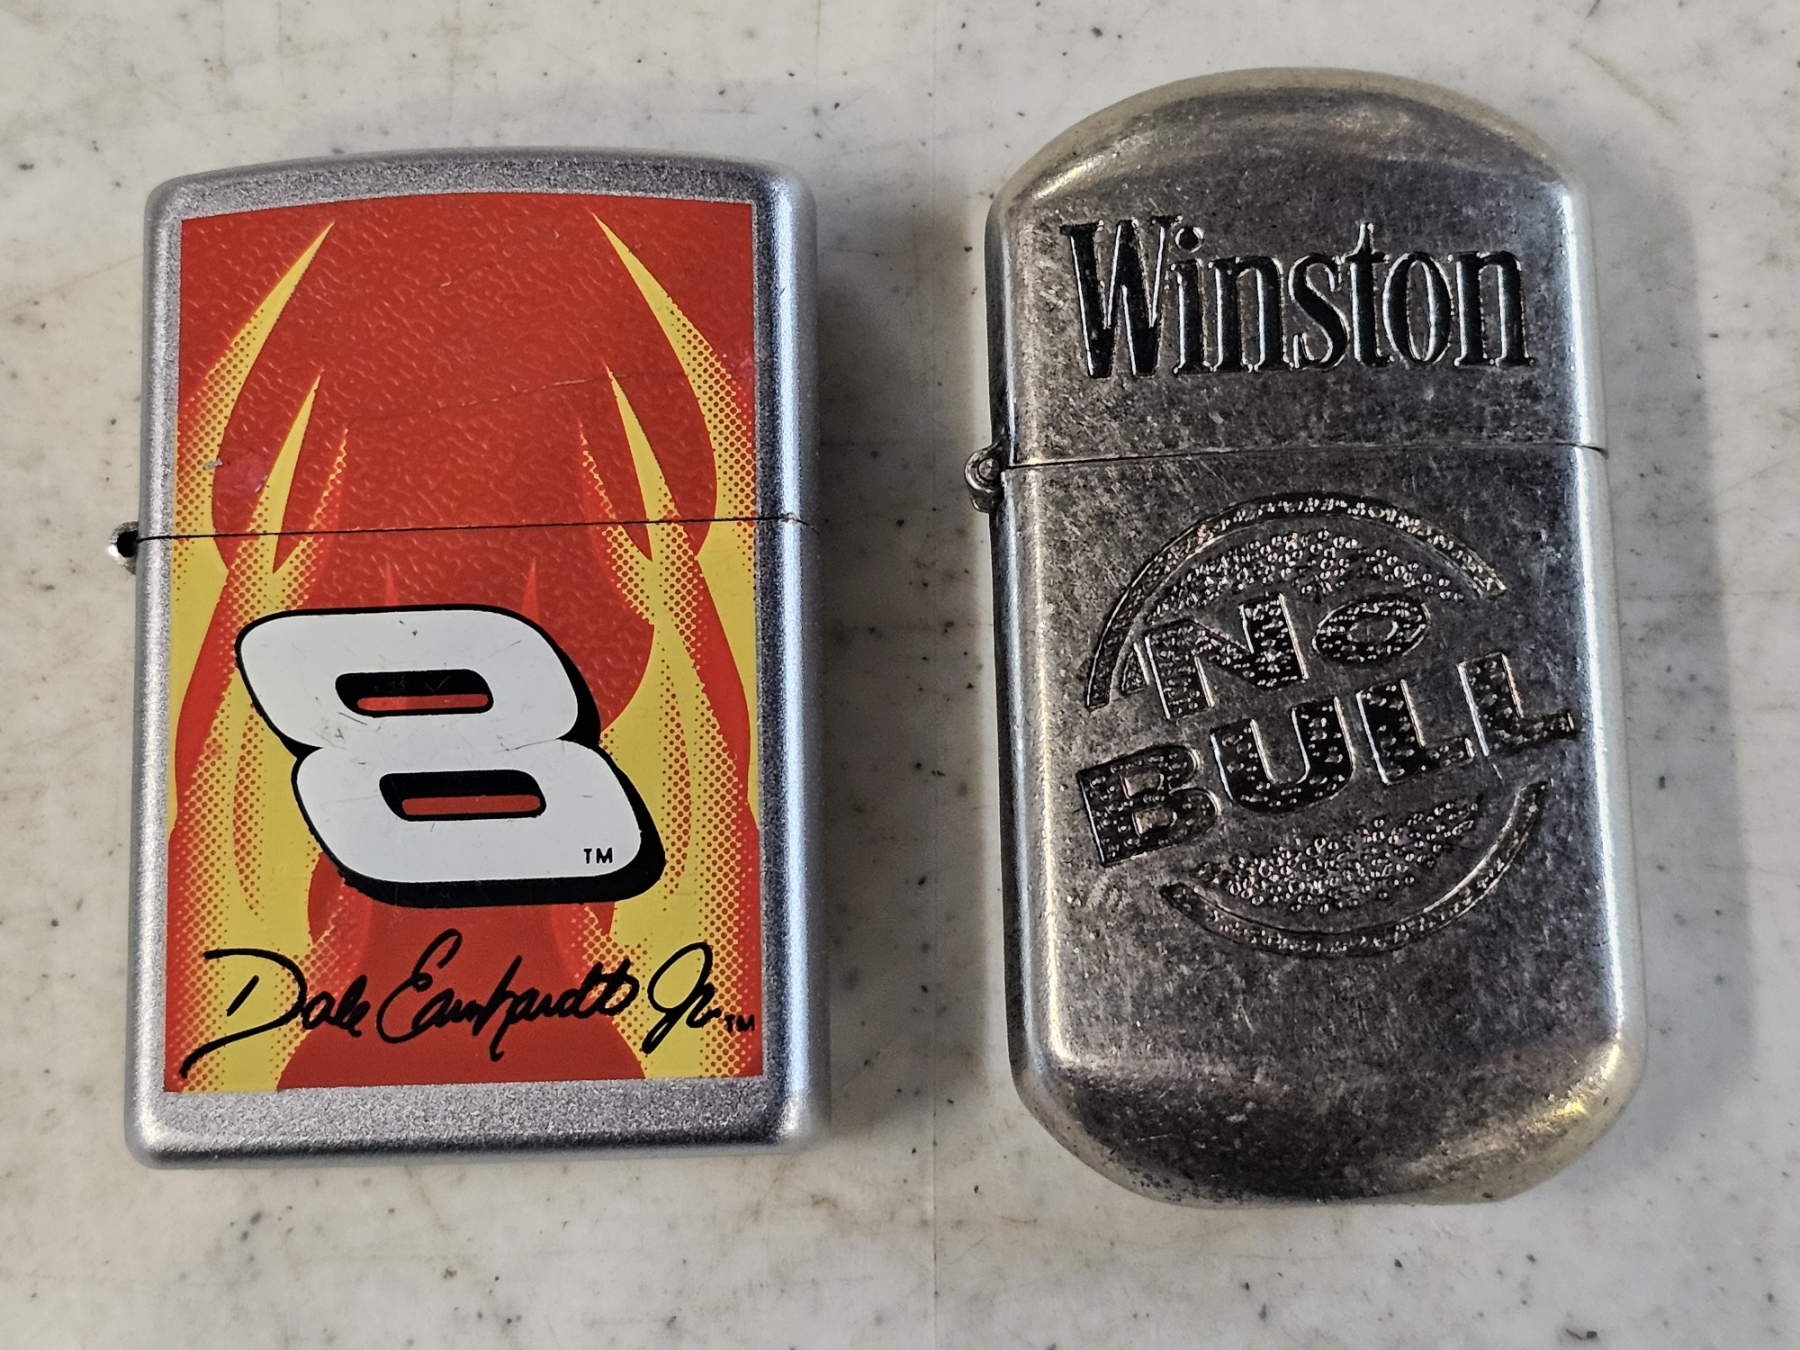 8
TM
Dale Earnhardt Jr. TM
Winston
No
BULL